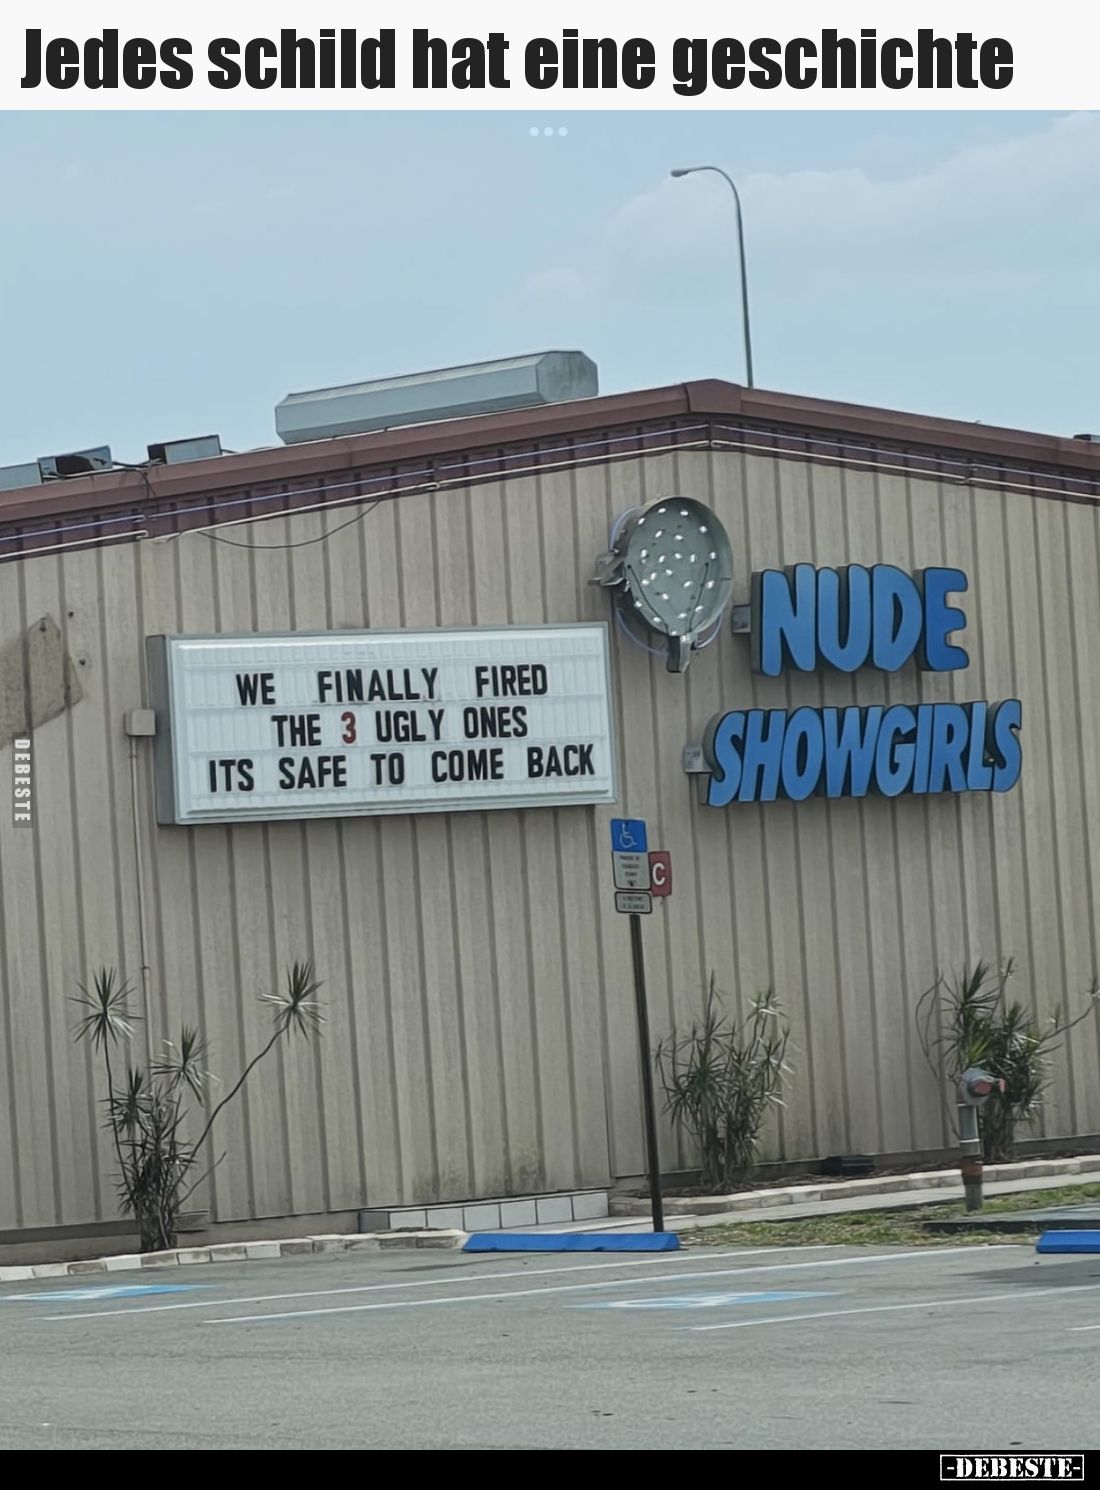 Jedes schild hat eine geschichte
WE FINALLY FIRED
THE 3 UGLY ONES
ITS SAFE TO COME BACK
NUDE
SHOWGIRLS
C
DEBESTE
-DEBESTE-